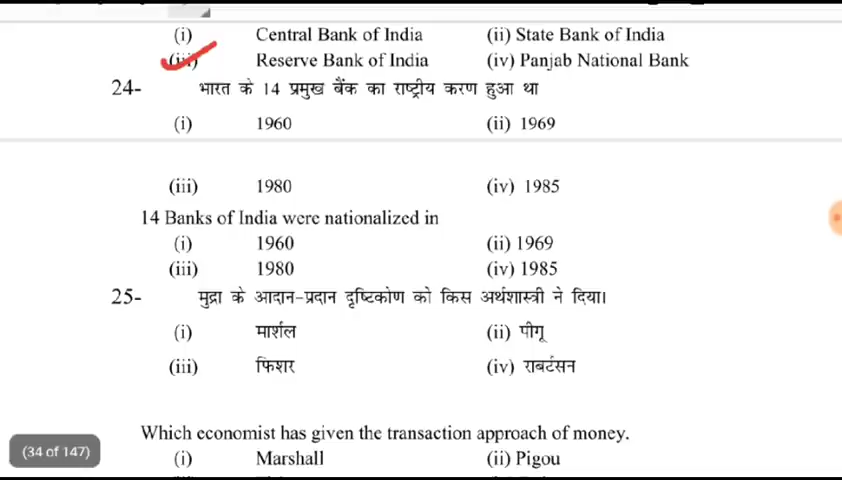 (i) Central Bank of India (ii) State Bank of India
(iii) Reserve Bank of India (iv) Panjab National Bank
24- भारत के 14 प्रमुख बैंक का राष्ट्रीय करण हुआ था
(i) 1960 (ii) 1969
(iii) 1980 (iv) 1985
14 Banks of India were nationalized in
(i) 1960 (ii) 1969
(iii) 1980 (iv) 1985
25- मुद्रा के आदान-प्रदान दृष्टिकोण को किस अर्थशास्त्री ने दिया।
(i) मार्शल (ii) पीगू
(iii) फिशर (iv) राबर्टसन
Which economist has given the transaction approach of money.
(34 of 147)
(i) Marshall (ii) Pigou